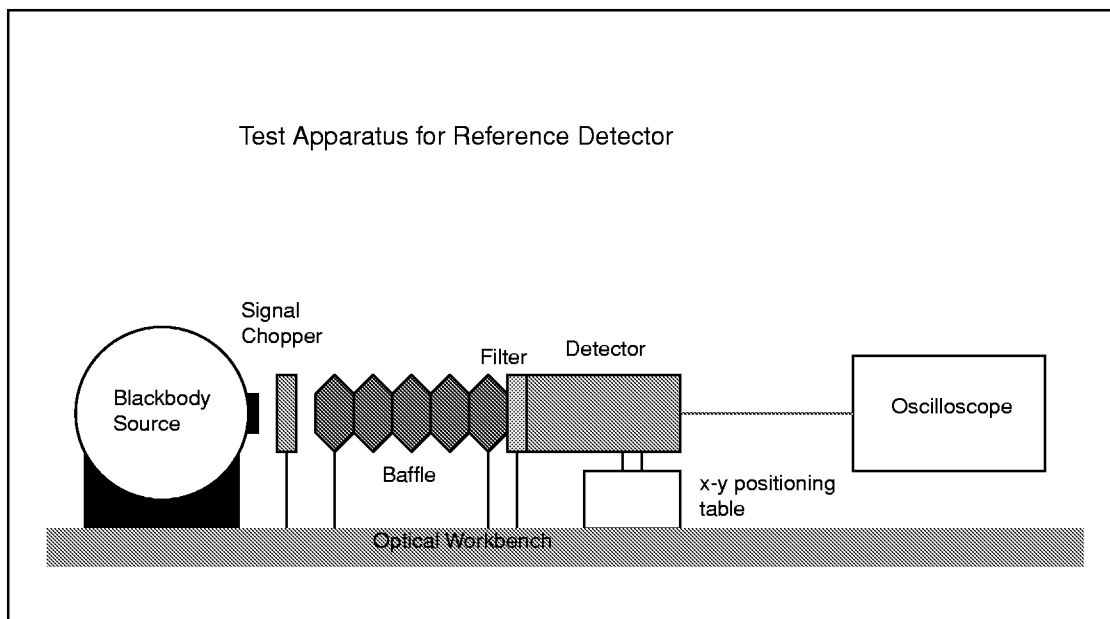 Test Apparatus for Reference Detector
Signal
Chopper
Filter
Detector
Blackbody
Source
Oscilloscope
Baffle
x-y positioning
table
Optical Workbench